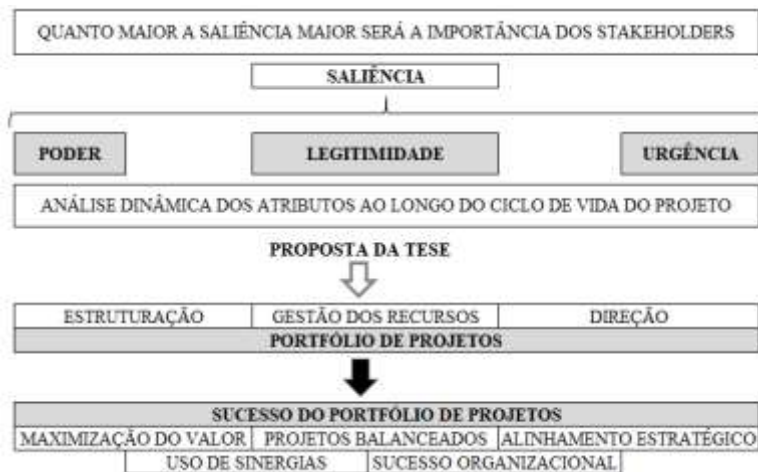 QUANTO MAIOR A SALIÊNCIA MAIOR SERÁ A IMPORTÂNCIA DOS STAKEHOLDERS
SALIÊNCIA
PODER LEGITIMIDADE URGÊNCIA
ANÁLISE DINÂMICA DOS ATRIBUTOS AO LONGO DO CICLO DE VIDA DO PROJETO
PROPOSTA DA TESE
ESTRUTURAÇÃO GESTÃO DOS RECURSOS DIREÇÃO
PORTFÓLIO DE PROJETOS
SUCESSO DO PORTFÓLIO DE PROJETOS
MAXIMIZAÇÃO DO VALOR PROJETOS BALANCEADOS ALINHAMENTO ESTRATÉGICO
USO DE SINERGIAS SUCESSO ORGANIZACIONAL